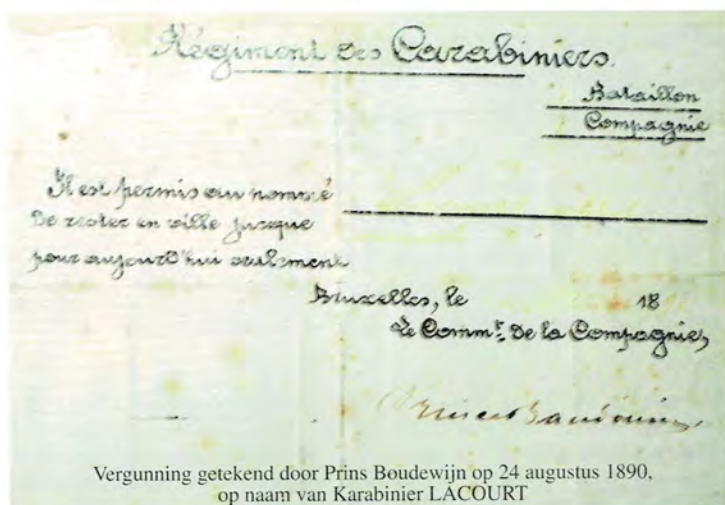 Régiment des Carabiniers.
Bataillon
Compagnie
Il est permis au nommé
De rester en ville jusque
pour aujourd'hui seulement
Bruxelles, le 18
Le Commt. De la Compagnie,
Prince Baudouin,
Vergunning getekend door Prins Boudewijn op 24 augustus 1890,
op naam van Karabinier LACOURT